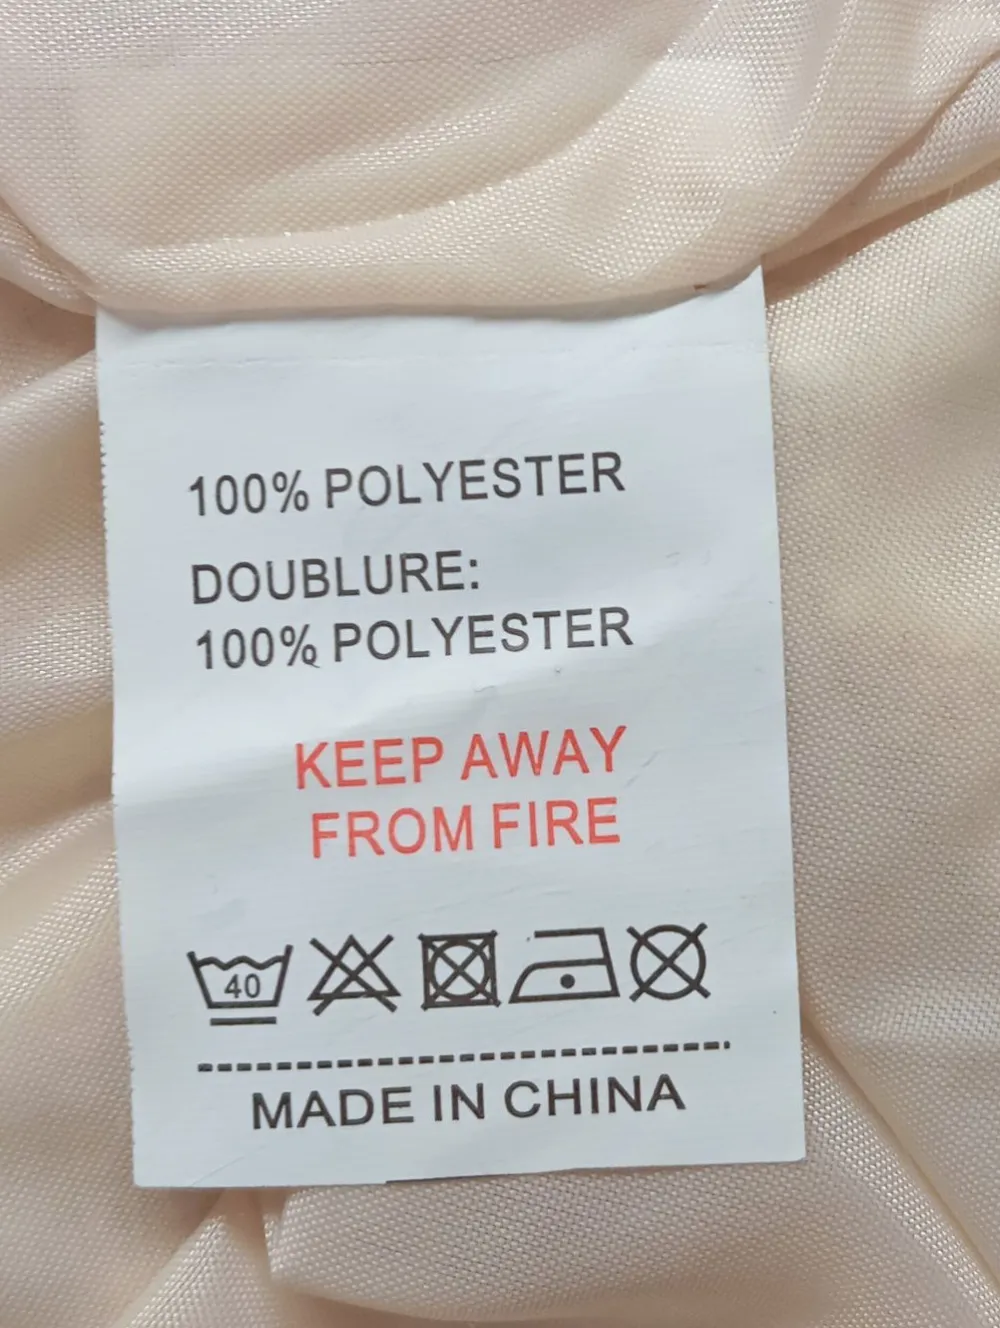 100% POLYESTER
DOUBLURE:
100% POLYESTER
KEEP AWAY
FROM FIRE
40
MADE IN CHINA